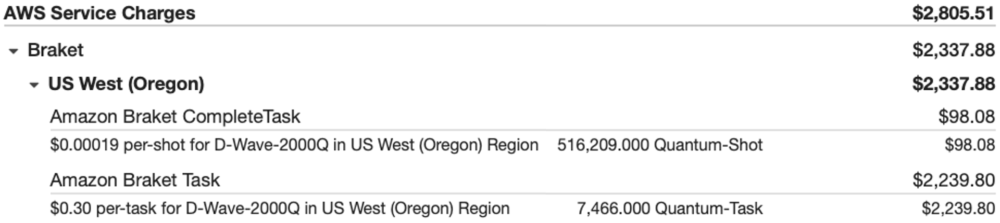 AWS Service Charges $2,805.51
Braket $2,337.88
US West (Oregon) $2,337.88
Amazon Braket CompleteTask $98.08
$0.00019 per-shot for D-Wave-2000Q in US West (Oregon) Region 516,209.000 Quantum-Shot $98.08
Amazon Braket Task $2,239.80
$0.30 per-task for D-Wave-2000Q in US West (Oregon) Region 7,466.000 Quantum-Task $2,239.80